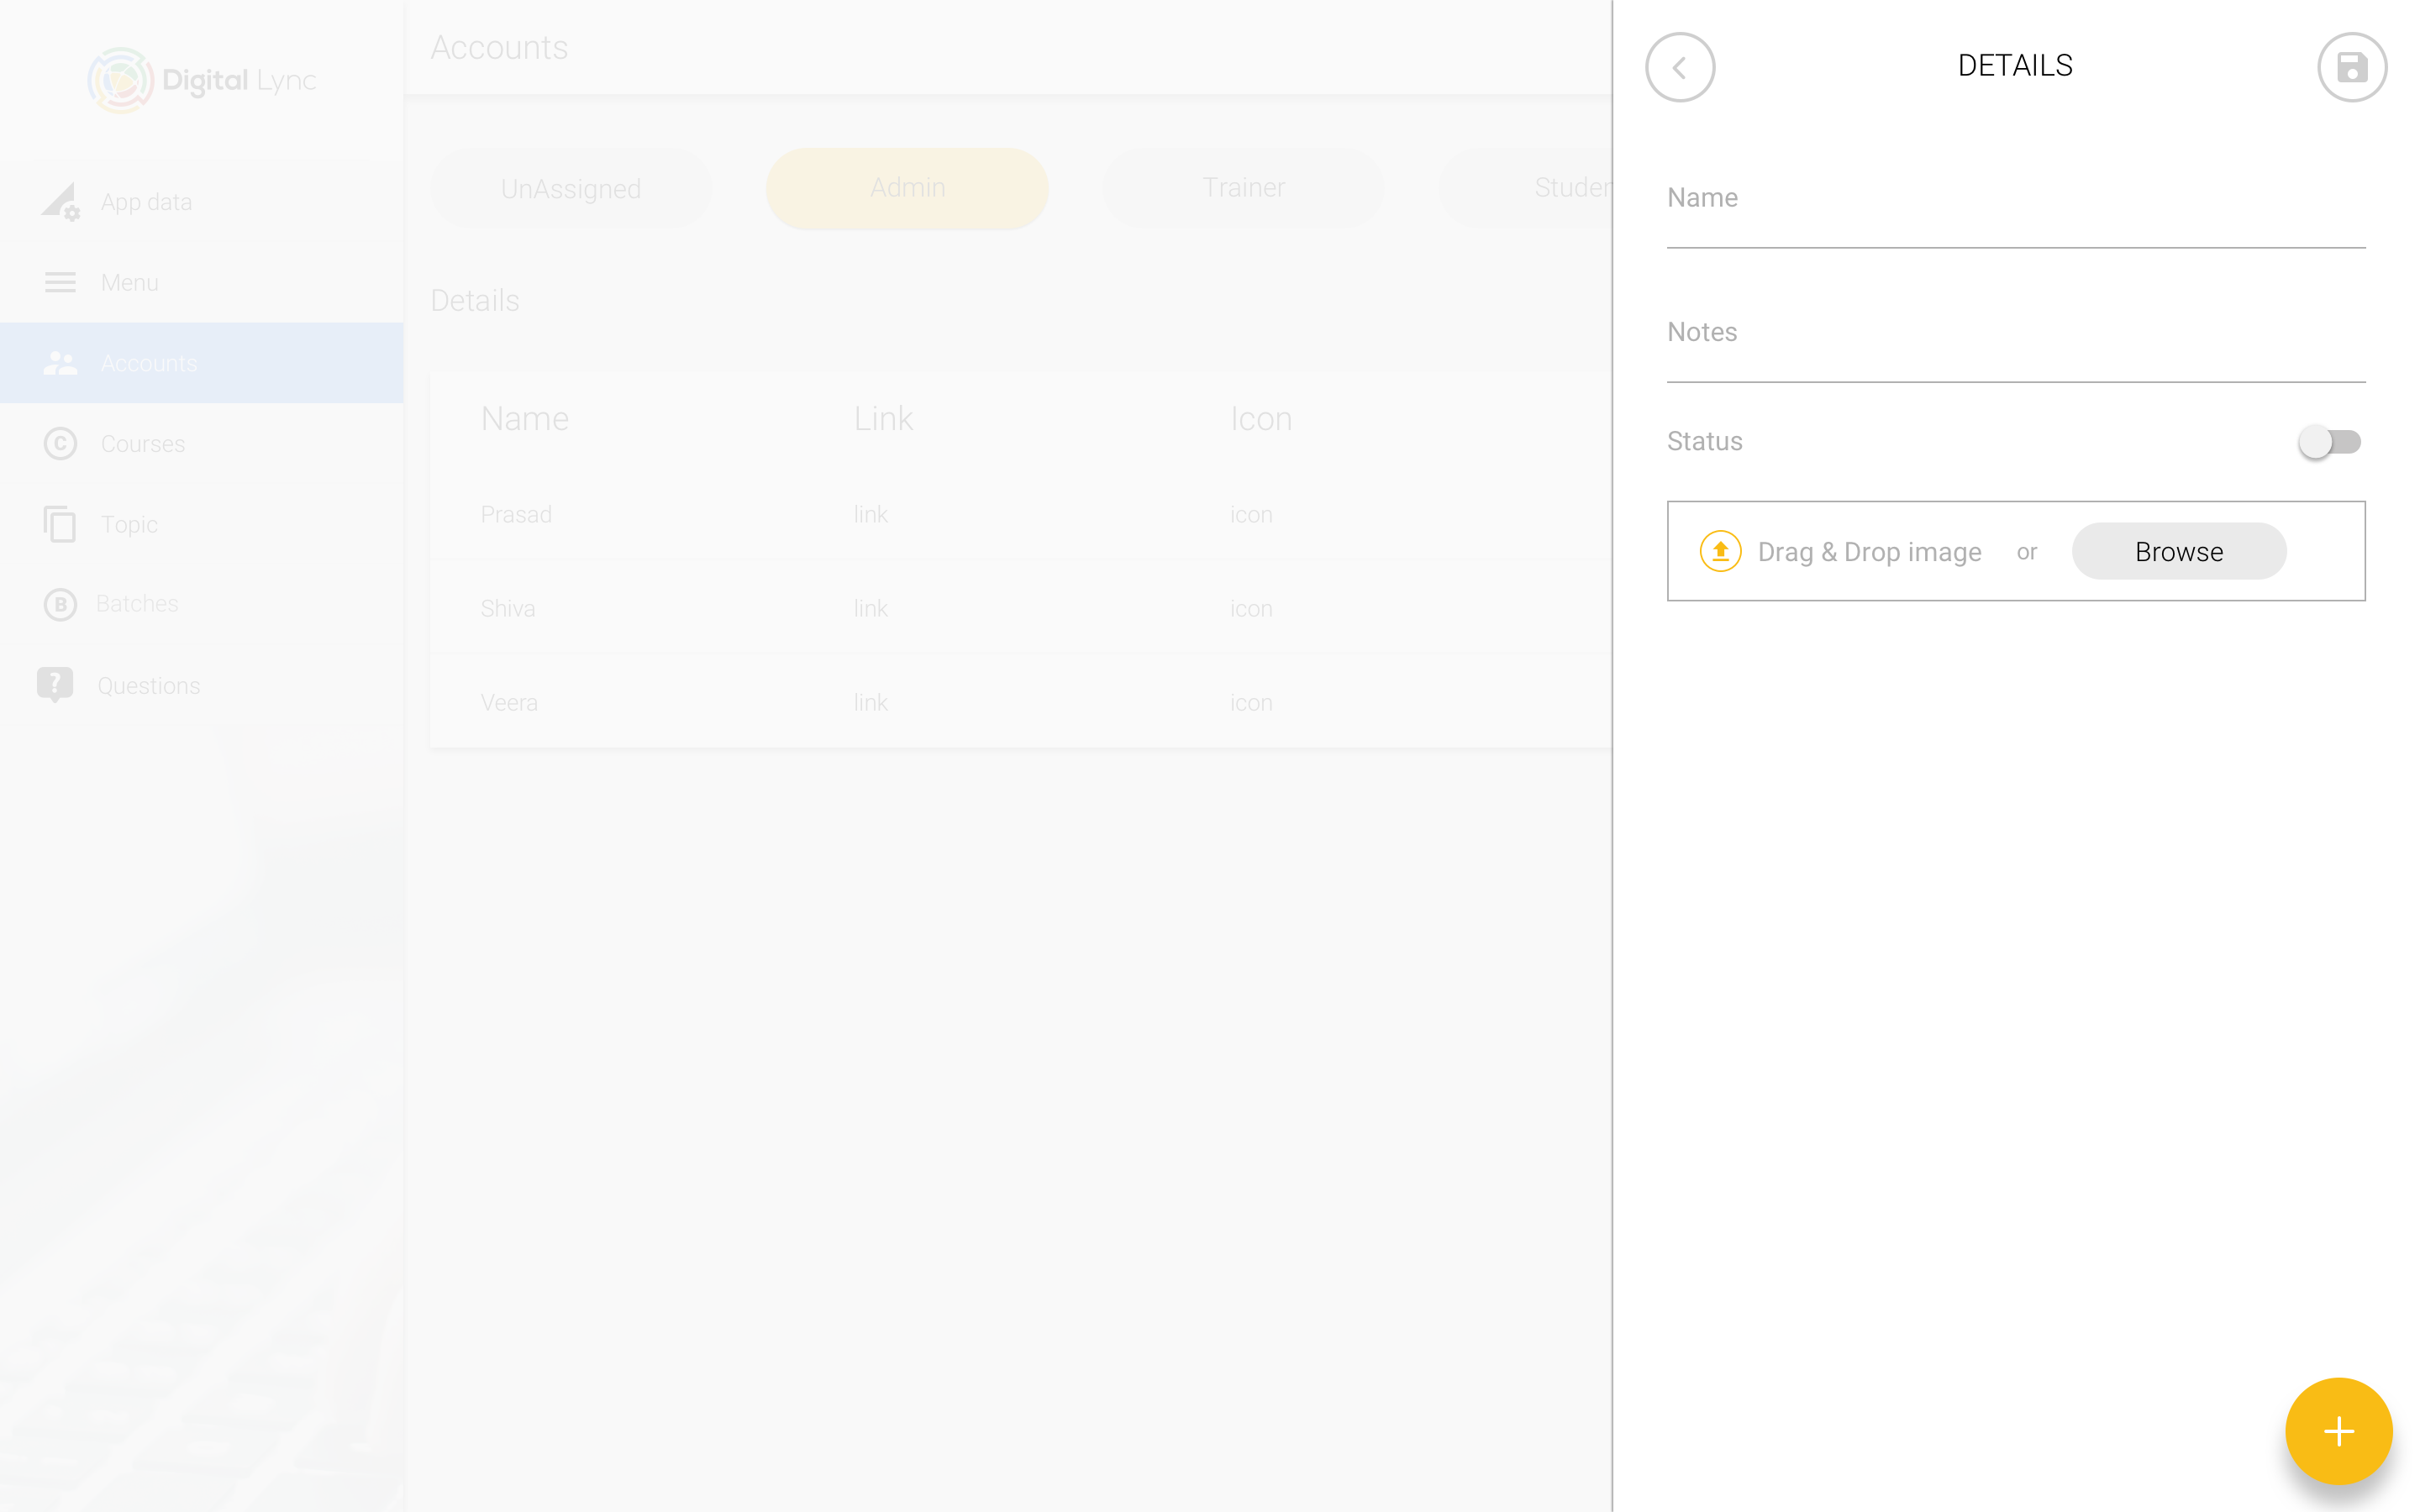 Digital Lync
App data
Menu
Accounts
C Courses
Topic
B Batches
? Questions
Accounts
UnAssigned Admin Trainer Studen
Details
Name Link Icon
Prasad link icon
Shiva link icon
Veera link icon
DETAILS
Name
Notes
Status
Drag & Drop image or Browse